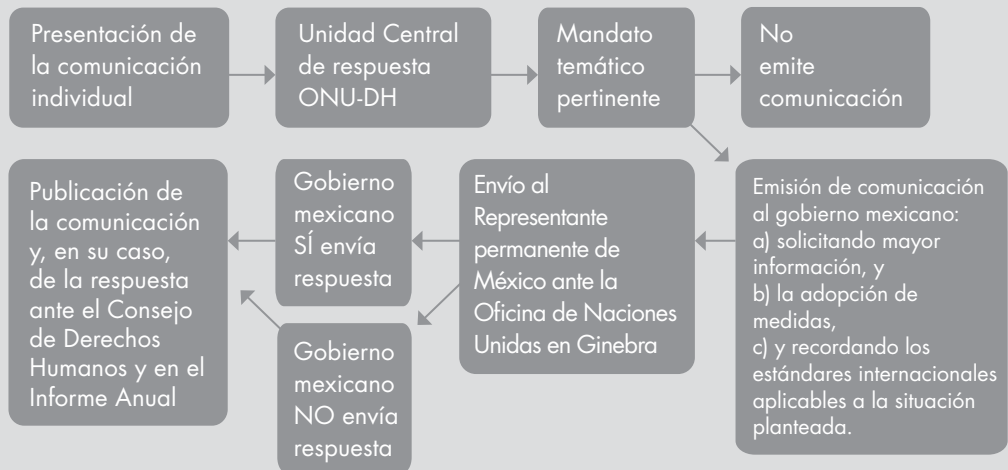 Presentación de
la comunicación
individual
Unidad Central
de respuesta
ONU-DH
Mandato
temático
pertinente
No
emite
comunicación
Emisión de comunicación
al gobierno mexicano:
a) solicitando mayor
información, y
b) la adopción de
medidas,
c) y recordando los
estándares internacionales
aplicables a la situación
planteada.
Envío al
Representante
permanente de
México ante la
Oficina de Naciones
Unidas en Ginebra
Gobierno
mexicano
SÍ envía
respuesta
Gobierno
mexicano
NO envía
respuesta
Publicación de
la comunicación
y, en su caso,
de la respuesta
ante el Consejo
de Derechos
Humanos y en el
Informe Anual